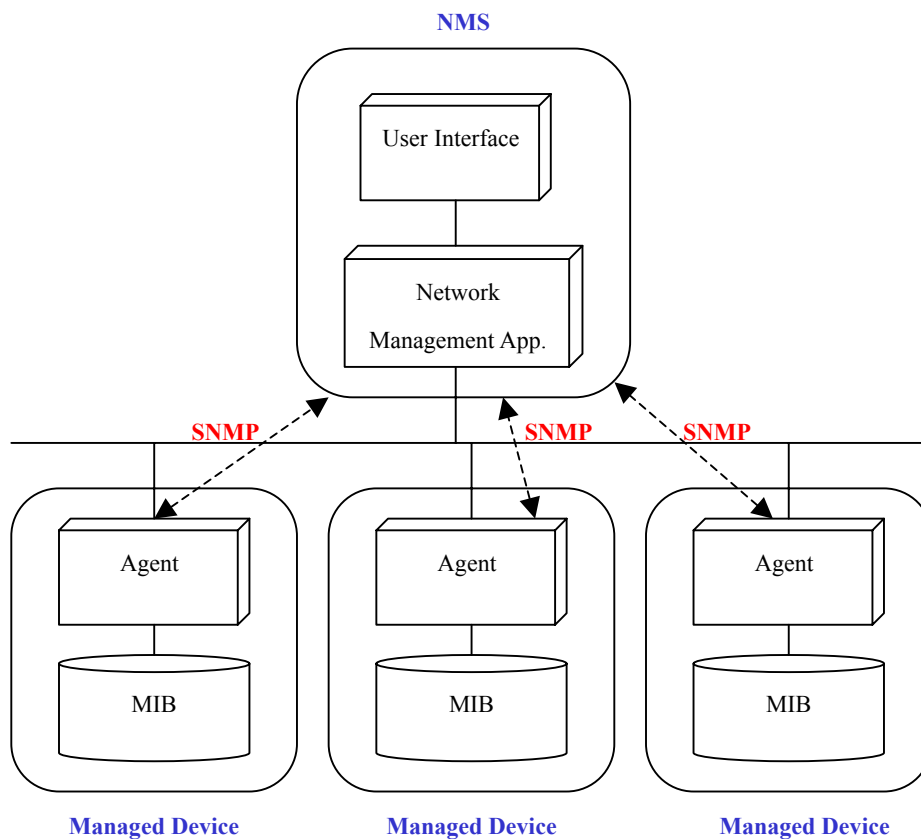 NMS
User Interface
Network
Management App.
SNMP SNMP SNMP
Agent Agent Agent
MIB MIB MIB
Managed Device Managed Device Managed Device